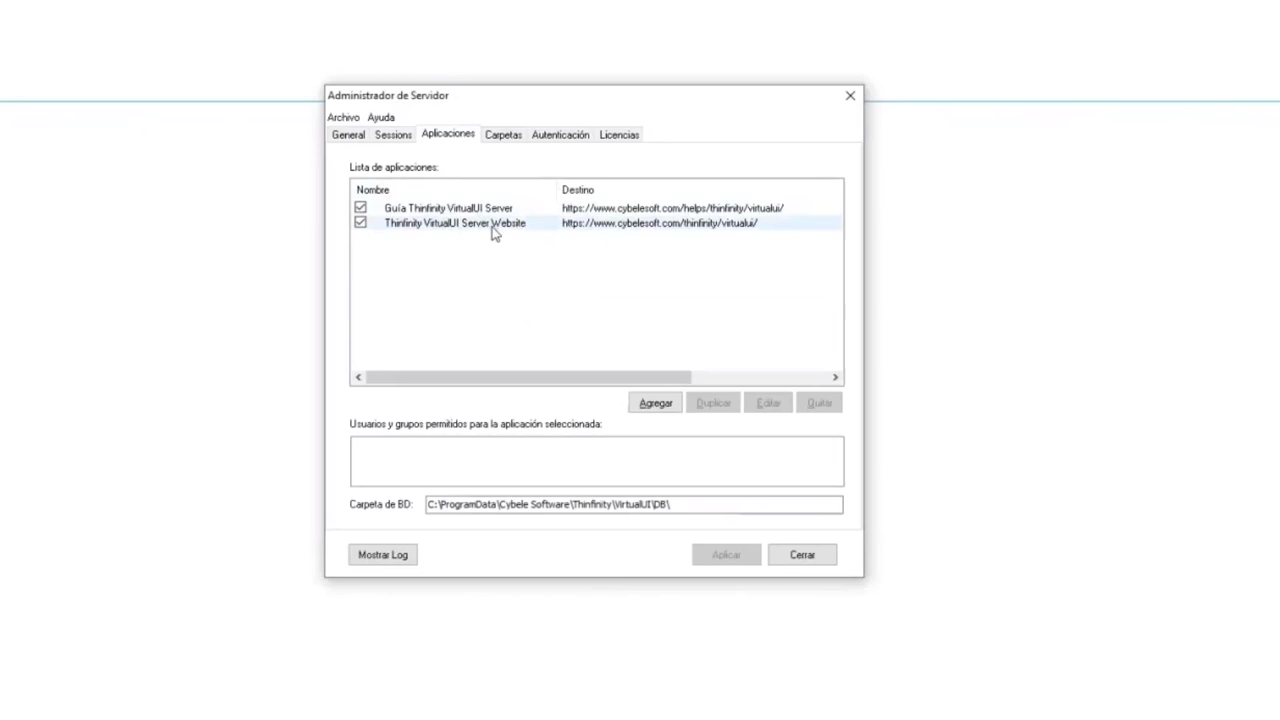 Administrador de Servidor
Archivo Ayuda
General Sessions Aplicaciones Carpetas Autenticación Licencias
Lista de aplicaciones:
Nombre Destino
Guía Thinfinity VirtualUI Server https://www.cybelesoft.com/helps/thinfinity/virtualui/
Thinfinity VirtualUI Server Website https://www.cybelesoft.com/thinfinity/virtualui/
Agregar Duplicar Editar Quitar
Usuarios y grupos permitidos para la aplicación seleccionada:
Carpeta de BD: C:\ProgramData\Cybele Software\Thinfinity\VirtualUI\DB\
Mostrar Log Aplicar Cerrar